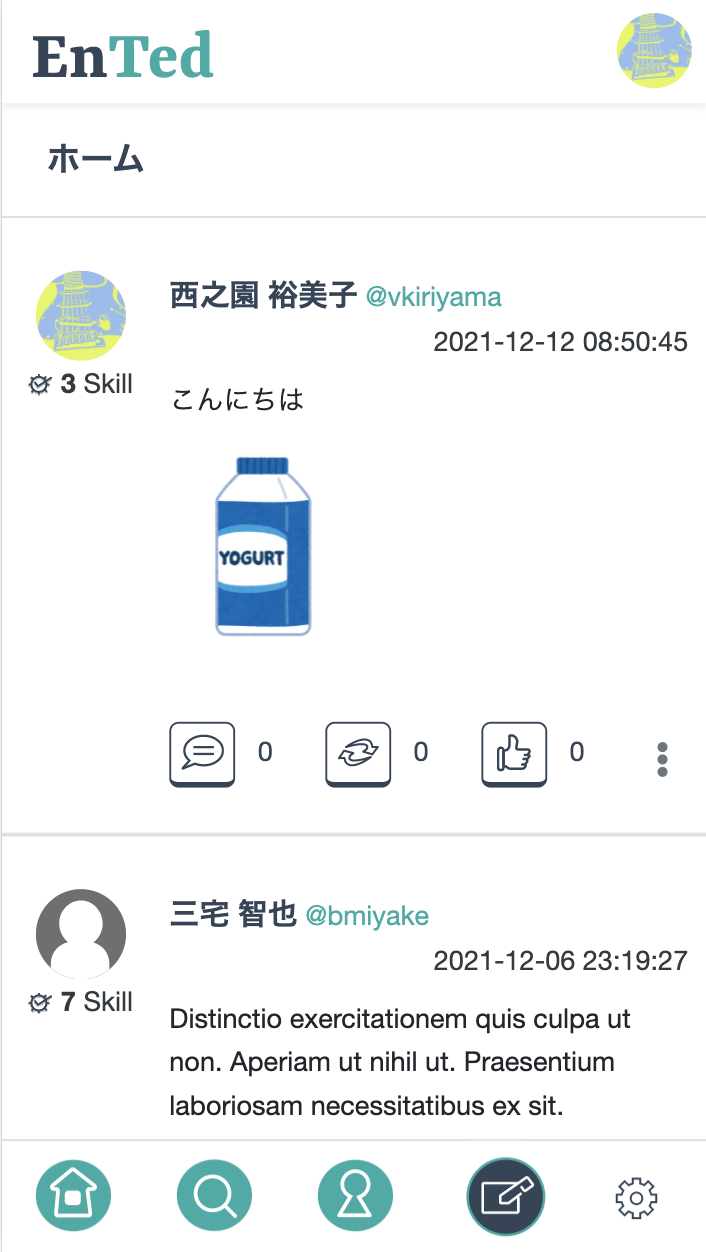 EnTed
ホーム
西之園 裕美子 @vkiriyama
2021-12-12 08:50:45
3 Skill
こんにちは
YOGURT
0 0 0
三宅 智也 @bmiyake
2021-12-06 23:19:27
7 Skill
Distinctio exercitationem quis culpa ut
non. Aperiam ut nihil ut. Praesentium
laboriosam necessitatibus ex sit.